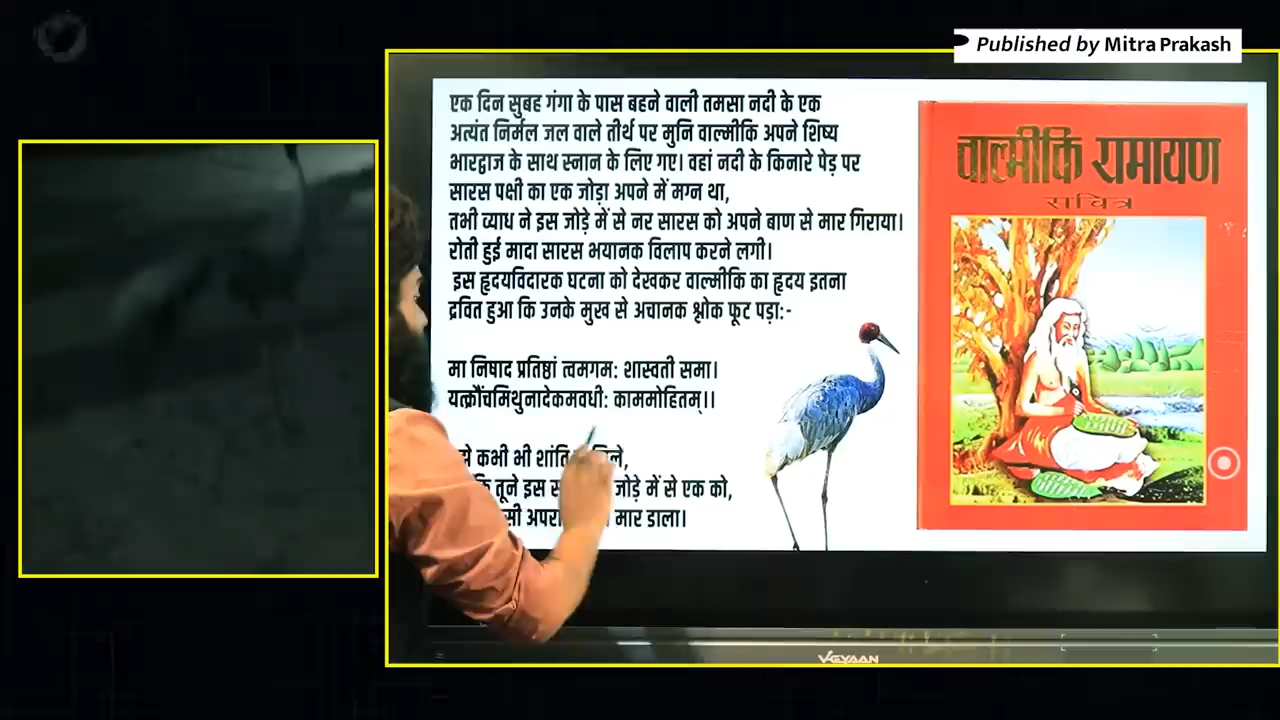 Published by Mitra Prakash
एक दिन सुबह गंगा के पास बहने वाली तमसा नदी के एक
अत्यंत निर्मल जल वाले तीर्थ पर मुनि वाल्मीकि अपने शिष्य
भारद्वाज के साथ स्नान के लिए गए। वहां नदी के किनारे पेड़ पर
सारस पक्षी का एक जोड़ा अपने में मग्न था,
तभी व्याध ने इस जोड़े में से नर सारस को अपने बाण से मार गिराया।
रोती हुई मादा सारस भयानक विलाप करने लगी।
इस हृदयविदारक घटना को देखकर वाल्मीकि का हृदय इतना
द्रवित हुआ कि उनके मुख से अचानक श्लोक फूट पड़ा:-
मा निषाद प्रतिष्ठां त्वमगम: शास्वती समा।
यत्क्रौंचमिथुनादेकमवधी: काममोहितम्।।
कभी भी
तूने इस जोड़े में से एक को,
मार डाला।
वाल्मीकि रामायण
सचित्र
VEYAAN